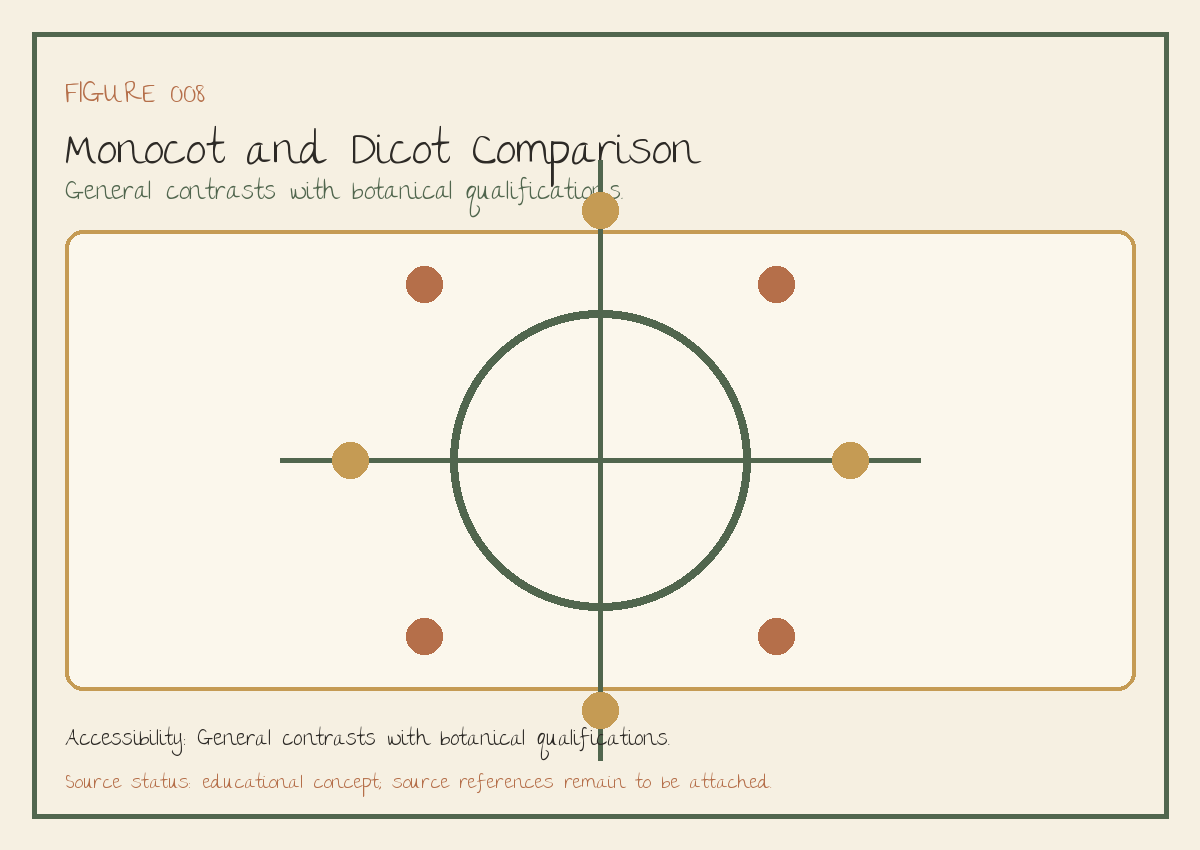 FIGURE 008
Monocot and Dicot Comparison
General contrasts with botanical qualifications.
Accessibility: General contrasts with botanical qualifications.
Source status: educational concept; source references remain to be attached.